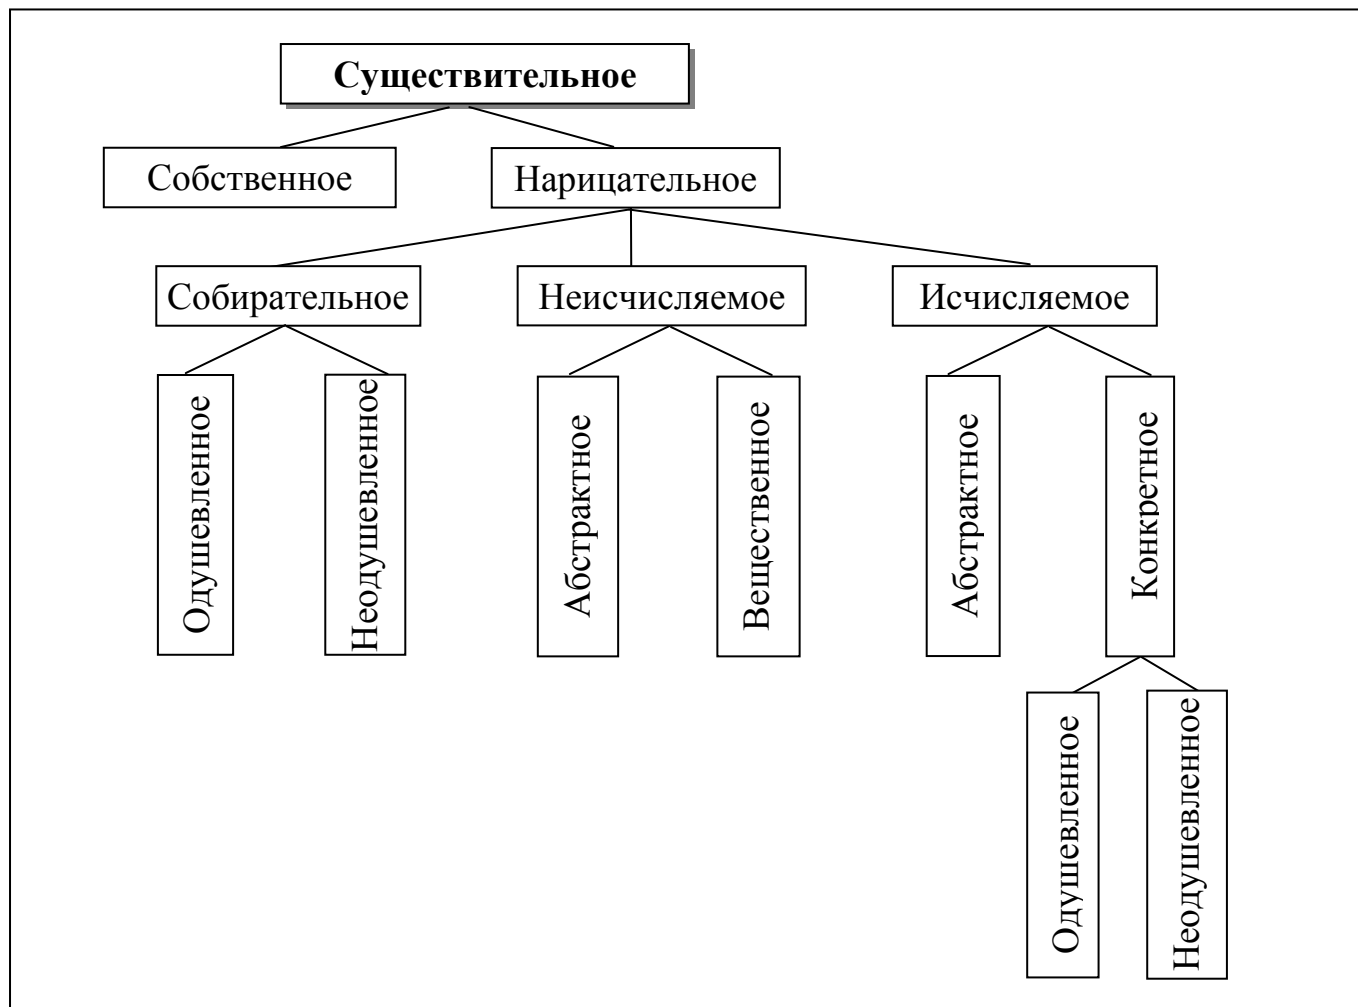 Существительное
Собственное
Нарицательное
Собирательное
Неисчисляемое
Исчисляемое
Одушевленное
Неодушевленное
Абстрактное
Вещественное
Абстрактное
Конкретное
Одушевленное
Неодушевленное